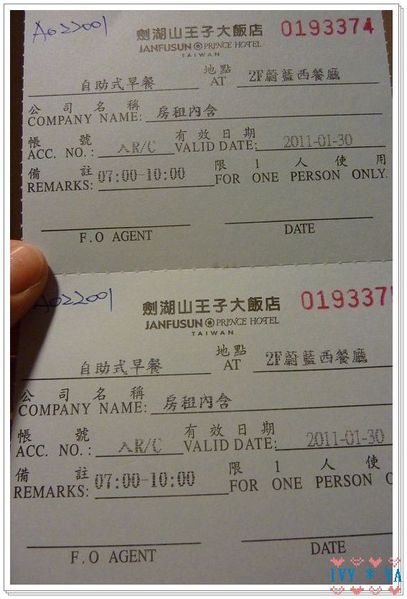 A022001
劍湖山王子大飯店 0193374
JANFUSUN PRINCE HOTEL
TAIWAN
自助式早餐 地點 AT 2F蔚藍西餐廳
公司名稱
COMPANY NAME: 房租內含
帳號 有效日期
ACC. NO.: 入R/C VALID DATE: 2011-01-30
備註 限1人使用
REMARKS: 07:00-10:00 FOR ONE PERSON ONLY.
F.O AGENT DATE
A022001
劍湖山王子大飯店 019337
JANFUSUN PRINCE HOTEL
TAIWAN
自助式早餐 地點 AT 2F蔚藍西餐廳
公司名稱
COMPANY NAME: 房租內含
帳號 有效日期
ACC. NO.: 入R/C VALID DATE: 2011-01-30
備註 限1人使
REMARKS: 07:00-10:00 FOR ONE PERSON
F.O AGENT DATE